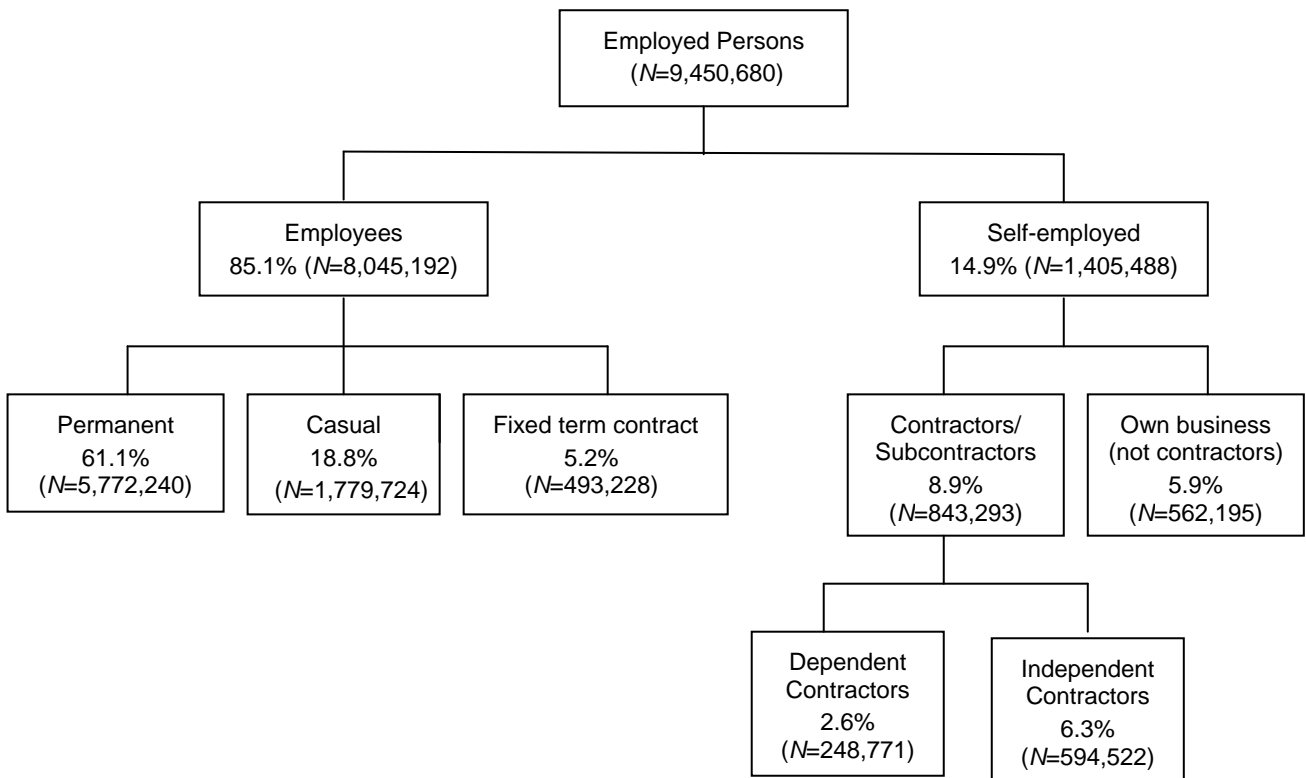 Employed Persons
(N=9,450,680)
Employees
85.1% (N=8,045,192)
Self-employed
14.9% (N=1,405,488)
Permanent
61.1%
(N=5,772,240)
Casual
18.8%
(N=1,779,724)
Fixed term contract
5.2%
(N=493,228)
Contractors/
Subcontractors
8.9%
(N=843,293)
Own business
(not contractors)
5.9%
(N=562,195)
Dependent
Contractors
2.6%
(N=248,771)
Independent
Contractors
6.3%
(N=594,522)